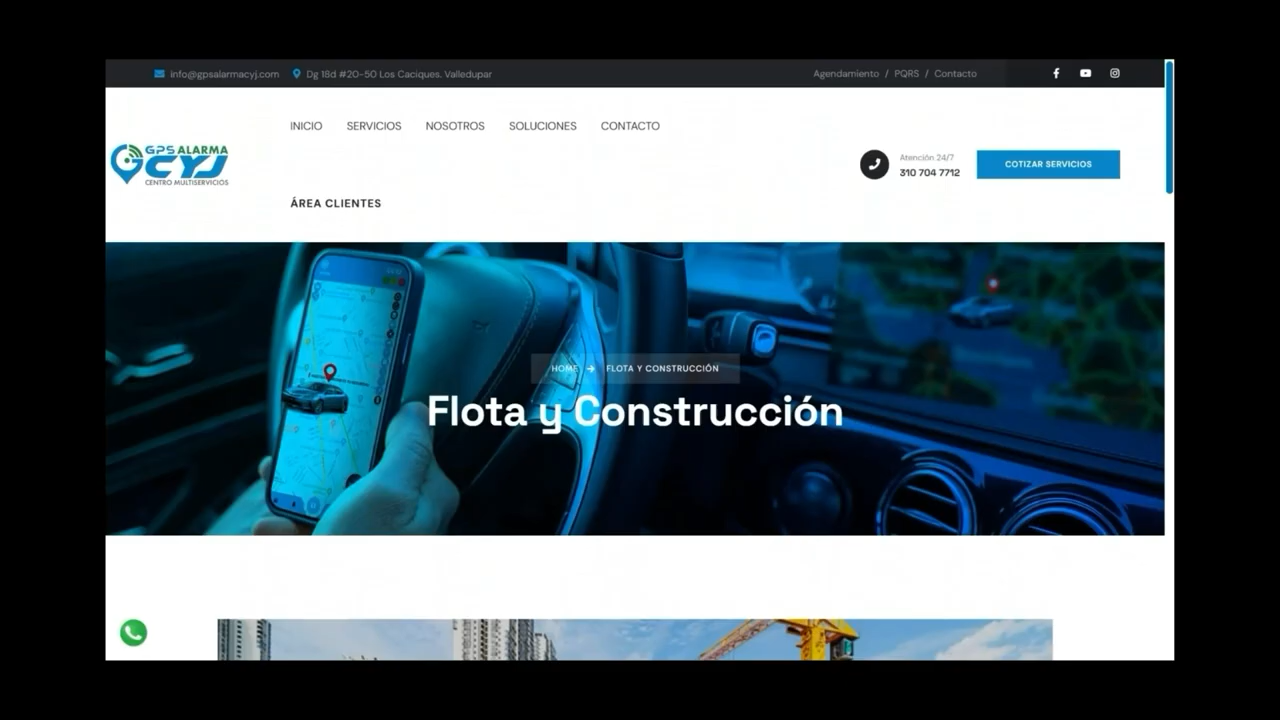 info@gpsalarmacyj.com Dg 18d #20-50 Los Caciques. Valledupar Agendamiento / PQRS / Contacto
INICIO SERVICIOS NOSOTROS SOLUCIONES CONTACTO
GPS ALARMA
CYJ
CENTRO MULTISERVICIOS
Atención 24/7
310 704 7712
COTIZAR SERVICIOS
ÁREA CLIENTES
HOME → FLOTA Y CONSTRUCCIÓN
Flota y Construcción